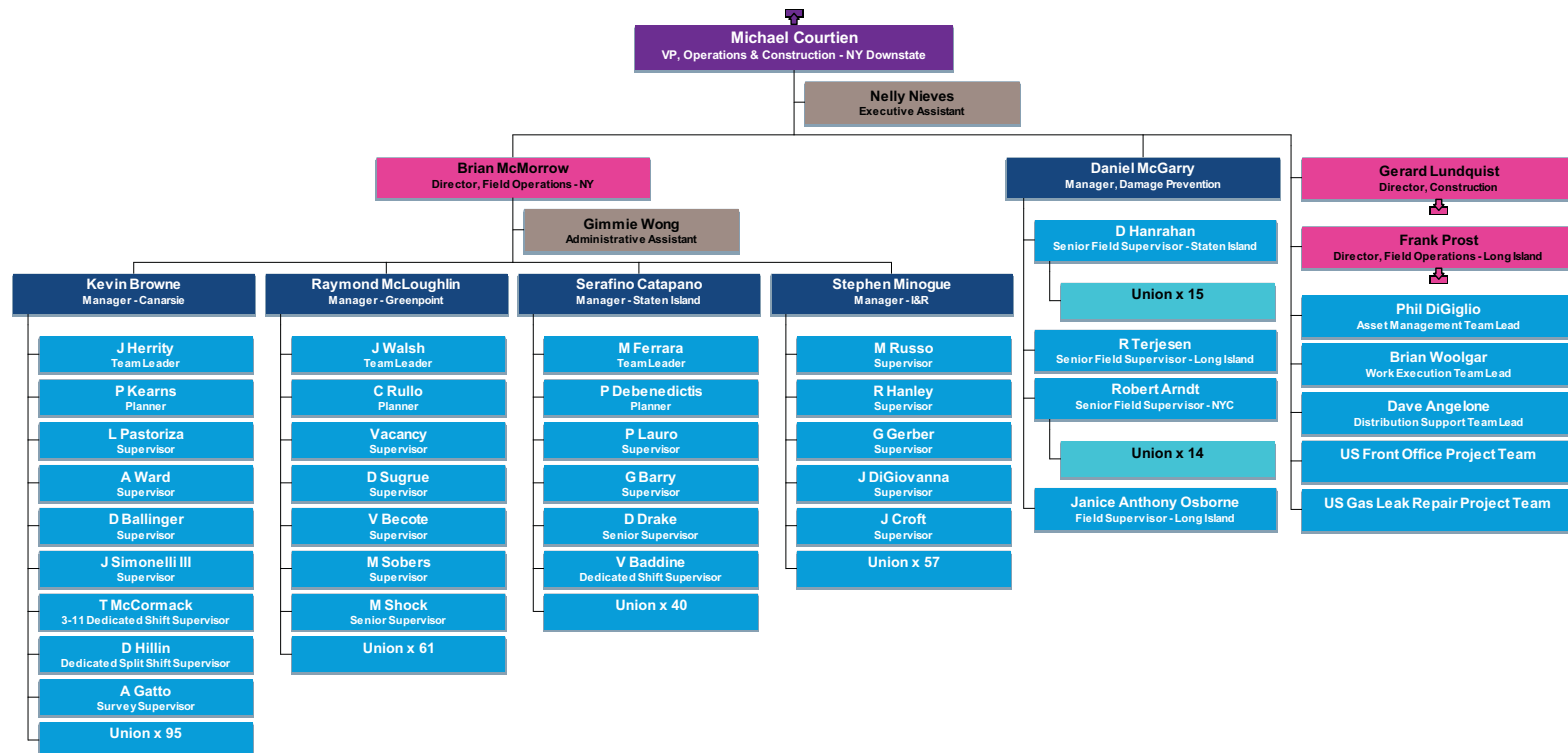 Michael Courtien
VP, Operations & Construction - NY Downstate
Nelly Nieves
Executive Assistant
Brian McMorrow
Director, Field Operations - NY
Gimmie Wong
Administrative Assistant
Kevin Browne
Manager - Canarsie
J Herrity
Team Leader
P Kearns
Planner
L Pastoriza
Supervisor
A Ward
Supervisor
D Ballinger
Supervisor
J Simonelli III
Supervisor
T McCormack
3-11 Dedicated Shift Supervisor
D Hillin
Dedicated Split Shift Supervisor
A Gatto
Survey Supervisor
Union x 95
Raymond McLoughlin
Manager - Greenpoint
J Walsh
Team Leader
C Rullo
Planner
Vacancy
Supervisor
D Sugrue
Supervisor
V Becote
Supervisor
M Sobers
Supervisor
M Shock
Senior Supervisor
Union x 61
Serafino Catapano
Manager - Staten Island
M Ferrara
Team Leader
P Debenedictis
Planner
P Lauro
Supervisor
G Barry
Supervisor
D Drake
Senior Supervisor
V Baddine
Dedicated Shift Supervisor
Union x 40
Stephen Minogue
Manager - I&R
M Russo
Supervisor
R Hanley
Supervisor
G Gerber
Supervisor
J DiGiovanna
Supervisor
J Croft
Supervisor
Union x 57
Daniel McGarry
Manager, Damage Prevention
D Hanrahan
Senior Field Supervisor - Staten Island
Union x 15
R Terjesen
Senior Field Supervisor - Long Island
Robert Arndt
Senior Field Supervisor - NYC
Union x 14
Janice Anthony Osborne
Field Supervisor - Long Island
Gerard Lundquist
Director, Construction
Frank Prost
Director, Field Operations - Long Island
Phil DiGiglio
Asset Management Team Lead
Brian Woolgar
Work Execution Team Lead
Dave Angelone
Distribution Support Team Lead
US Front Office Project Team
US Gas Leak Repair Project Team